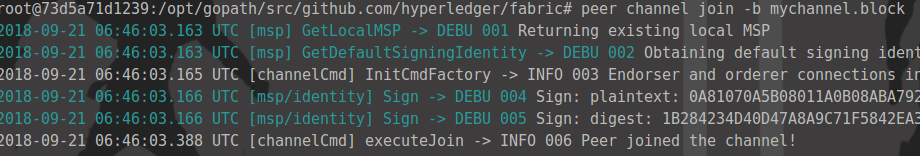 root@73d5a71d1239:/opt/gopath/src/github.com/hyperledger/fabric# peer channel join -b mychannel.block
2018-09-21 06:46:03.163 UTC [msp] GetLocalMSP -> DEBU 001 Returning existing local MSP
2018-09-21 06:46:03.163 UTC [msp] GetDefaultSigningIdentity -> DEBU 002 Obtaining default signing ident
2018-09-21 06:46:03.165 UTC [channelCmd] InitCmdFactory -> INFO 003 Endorser and orderer connections in
2018-09-21 06:46:03.166 UTC [msp/identity] Sign -> DEBU 004 Sign: plaintext: 0A81070A5B08011A0B08ABA792
2018-09-21 06:46:03.166 UTC [msp/identity] Sign -> DEBU 005 Sign: digest: 1B284234D40D47A8A9C71F5842EA3
2018-09-21 06:46:03.388 UTC [channelCmd] executeJoin -> INFO 006 Peer joined the channel!